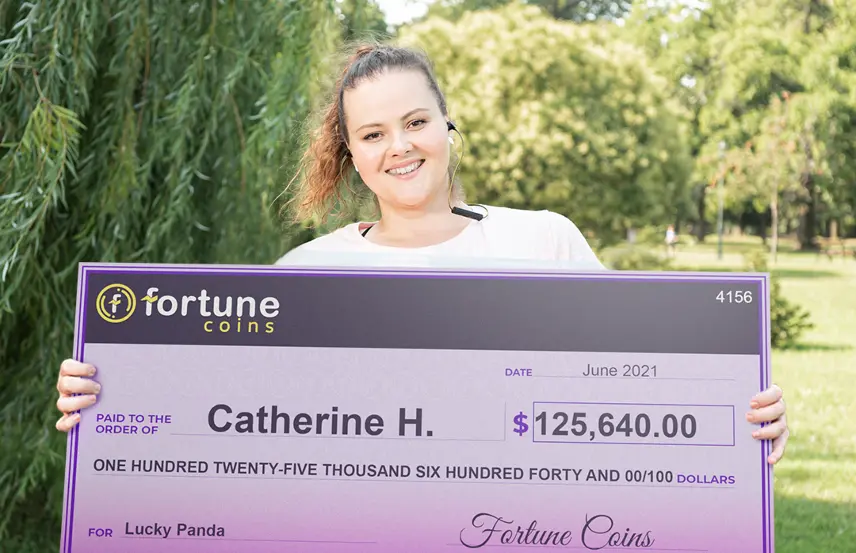 fortune
coins
4156
DATE June 2021
PAID TO THE
ORDER OF Catherine H. $ 125,640.00
ONE HUNDRED TWENTY-FIVE THOUSAND SIX HUNDRED FORTY AND 00/100 DOLLARS
FOR Lucky Panda Fortune Coins